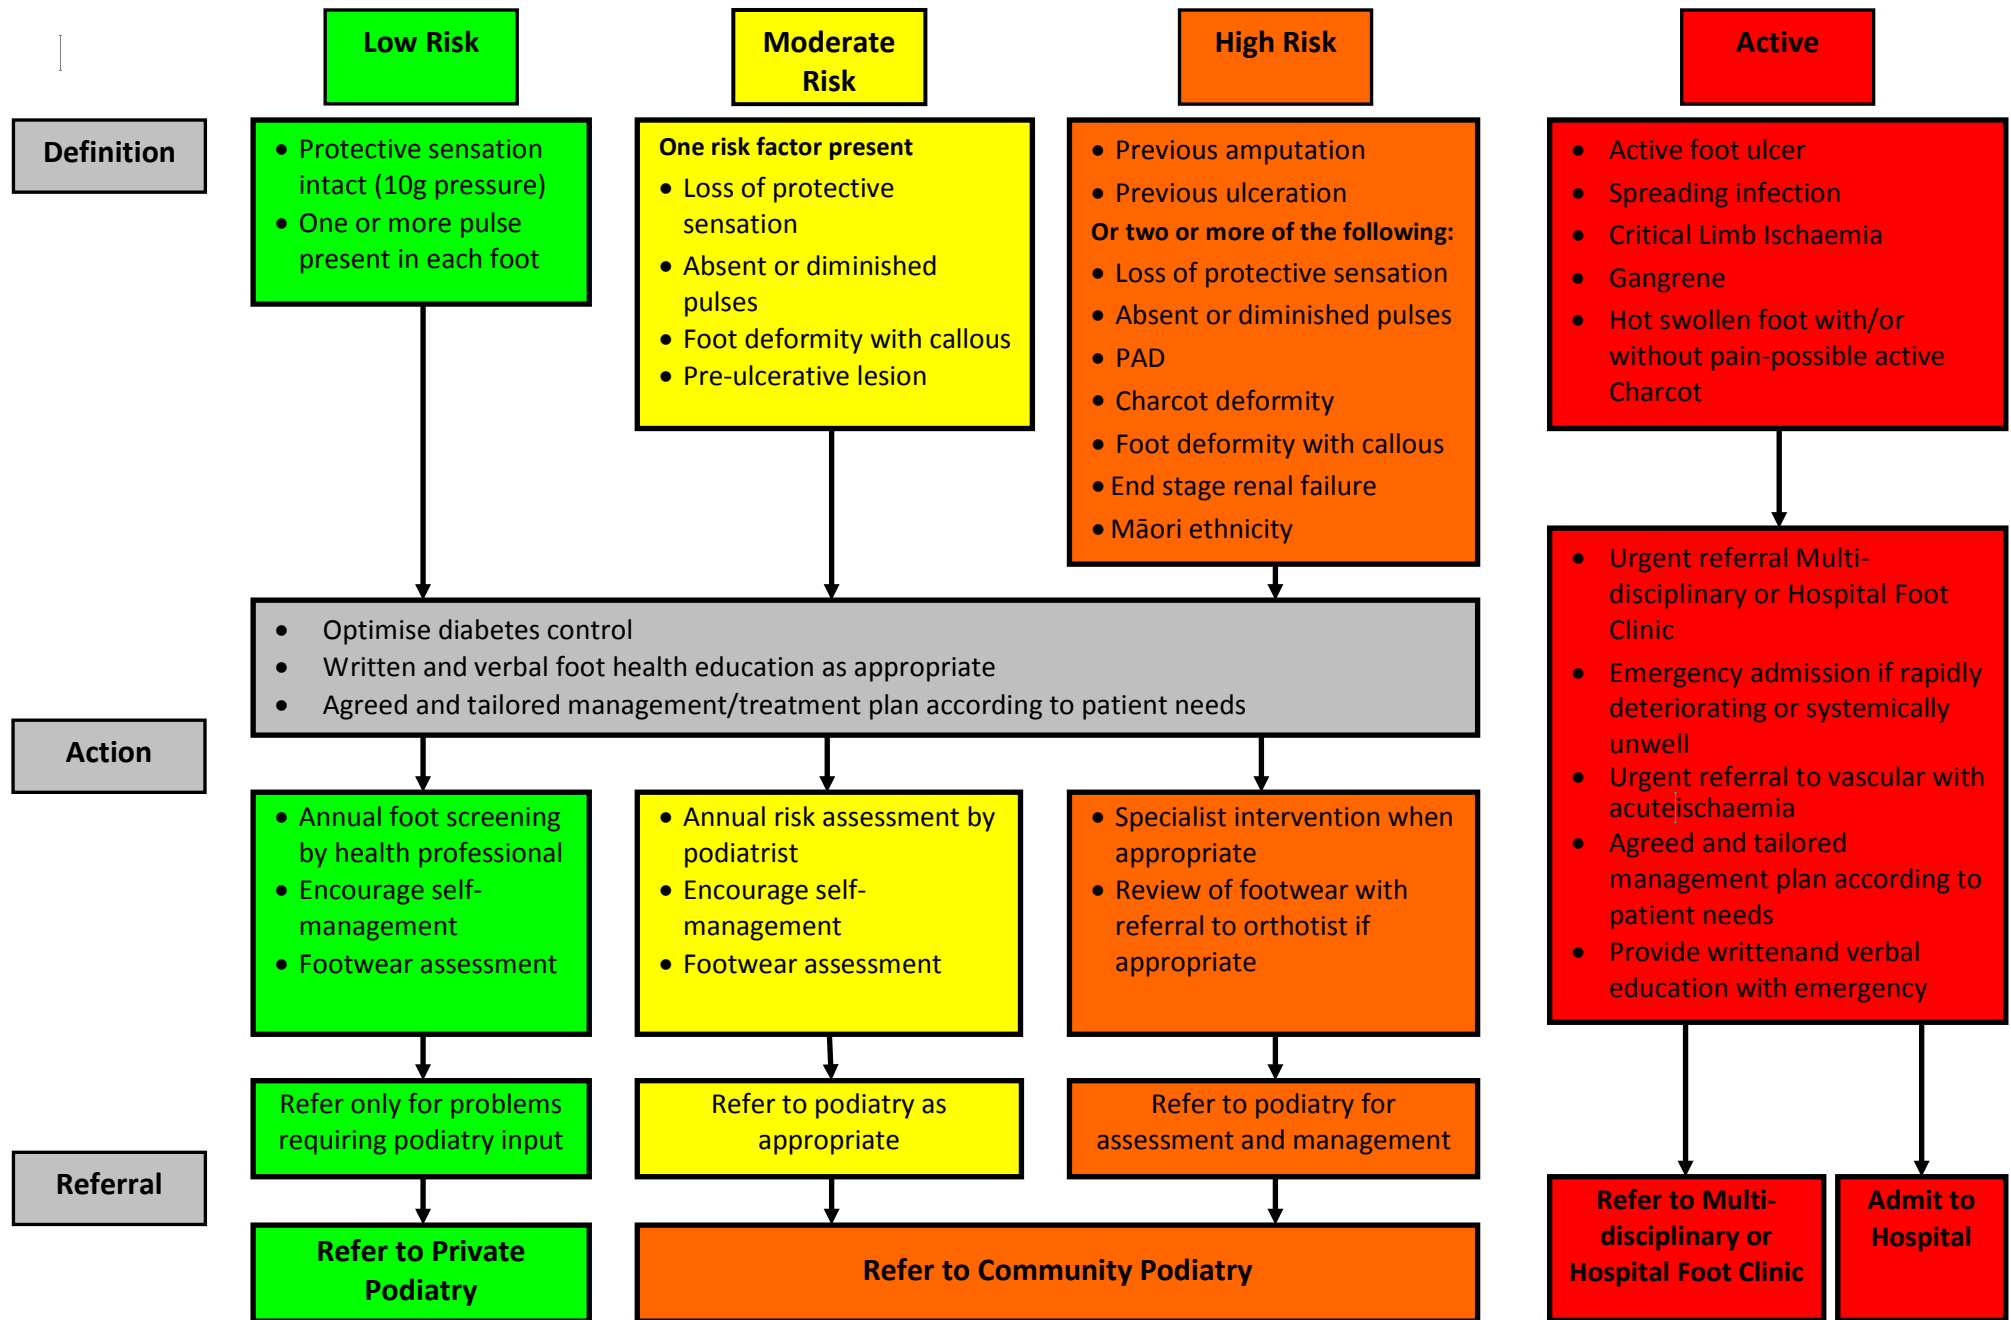 Low Risk
Moderate
Risk
High Risk
Active
Definition
• Protective sensation
intact (10g pressure)
• One or more pulse
present in each foot
One risk factor present
• Loss of protective
sensation
• Absent or diminished
pulses
• Foot deformity with callous
• Pre-ulcerative lesion
• Previous amputation
• Previous ulceration
Or two or more of the following:
• Loss of protective sensation
• Absent or diminished pulses
• PAD
• Charcot deformity
• Foot deformity with callous
• End stage renal failure
• Māori ethnicity
• Active foot ulcer
• Spreading infection
• Critical Limb Ischaemia
• Gangrene
• Hot swollen foot with/or
without pain-possible active
Charcot
• Optimise diabetes control
• Written and verbal foot health education as appropriate
• Agreed and tailored management/treatment plan according to patient needs
Action
• Annual foot screening
by health professional
• Encourage self-
management
• Footwear assessment
• Annual risk assessment by
podiatrist
• Encourage self-
management
• Footwear assessment
• Specialist intervention when
appropriate
• Review of footwear with
referral to orthotist if
appropriate
• Urgent referral Multi-
disciplinary or Hospital Foot
Clinic
• Emergency admission if rapidly
deteriorating or systemically
unwell
• Urgent referral to vascular with
acuteischaemia
• Agreed and tailored
management plan according to
patient needs
• Provide writtenand verbal
education with emergency
Referral
Refer only for problems
requiring podiatry input
Refer to podiatry as
appropriate
Refer to podiatry for
assessment and management
Refer to Private
Podiatry
Refer to Community Podiatry
Refer to Multi-
disciplinary or
Hospital Foot Clinic
Admit to
Hospital